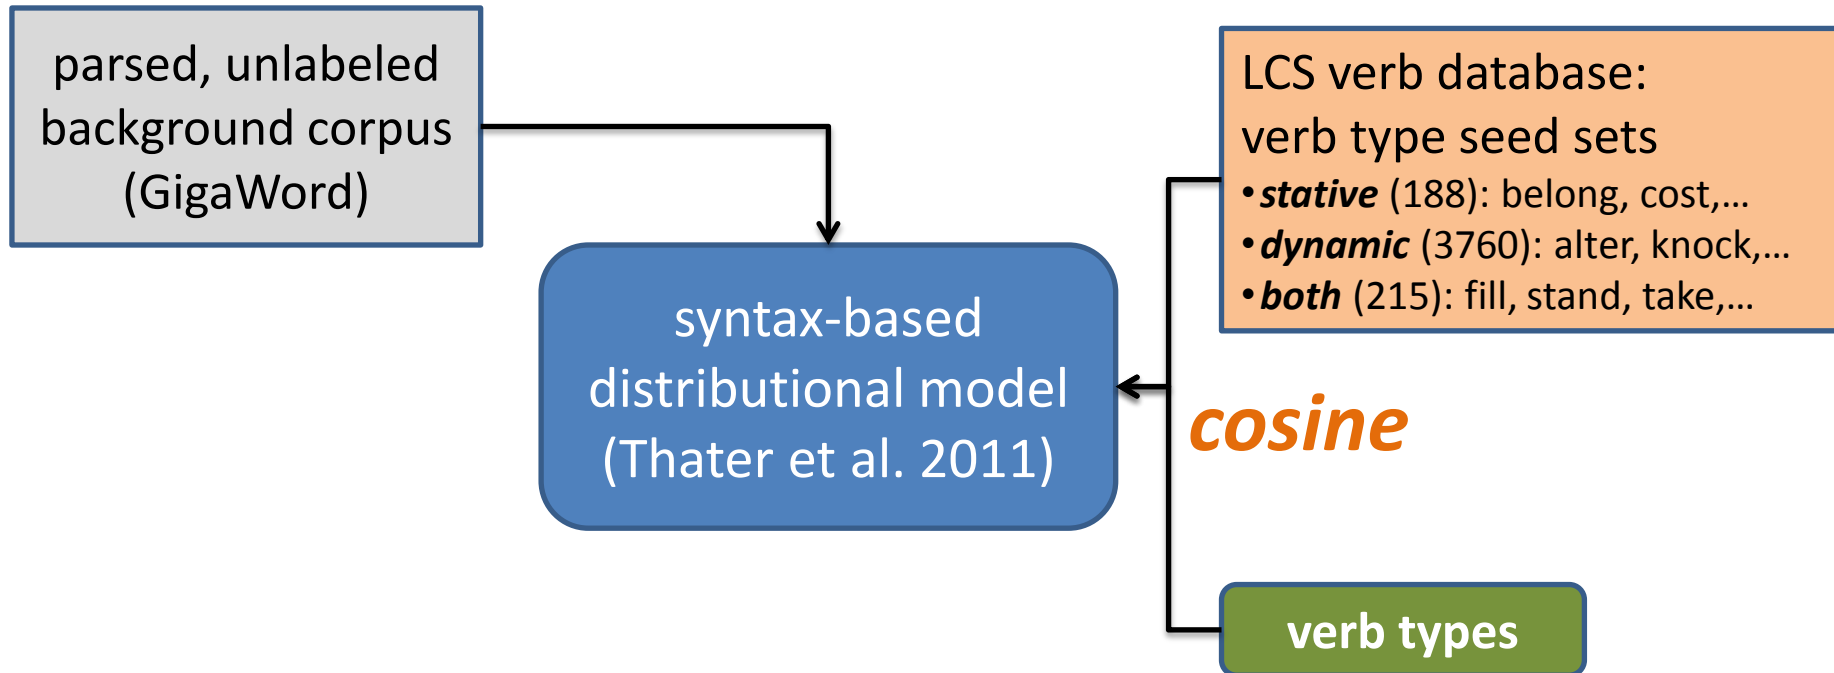 parsed, unlabeled
background corpus
(GigaWord)
LCS verb database:
verb type seed sets
•stative (188): belong, cost,…
•dynamic (3760): alter, knock,…
•both (215): fill, stand, take,…
syntax-based
distributional model
(Thater et al. 2011)
cosine
verb types